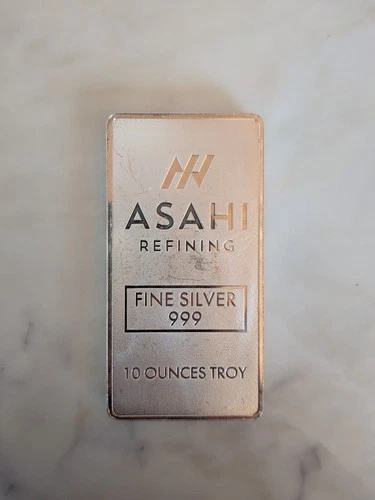 ASAHI
REFINING
FINE SILVER
999
10 OUNCES TROY